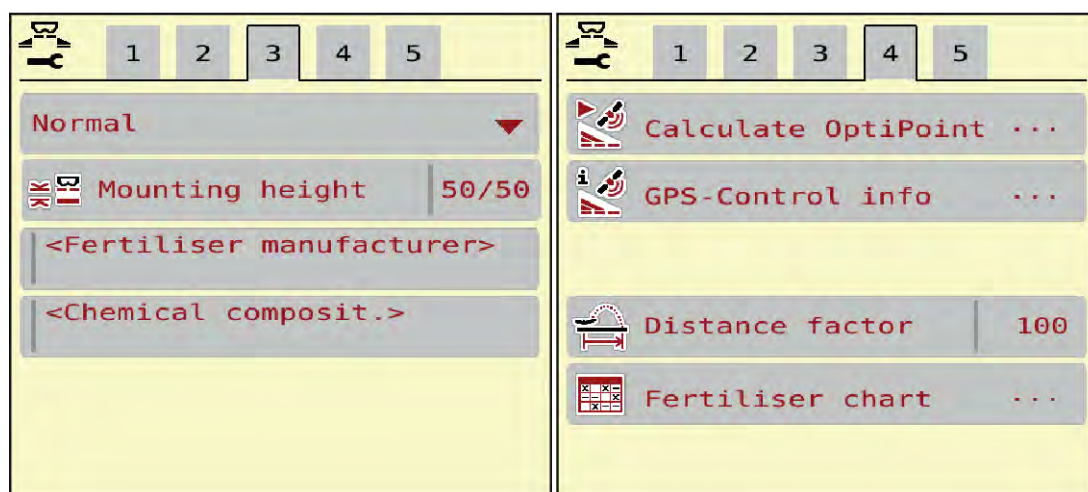 1 2 3 4 5
Normal
Mounting height 50/50
<Fertiliser manufacturer>
<Chemical composit.>
1 2 3 4 5
Calculate OptiPoint ...
i
GPS-Control info ...
Distance factor 100
Fertiliser chart ...